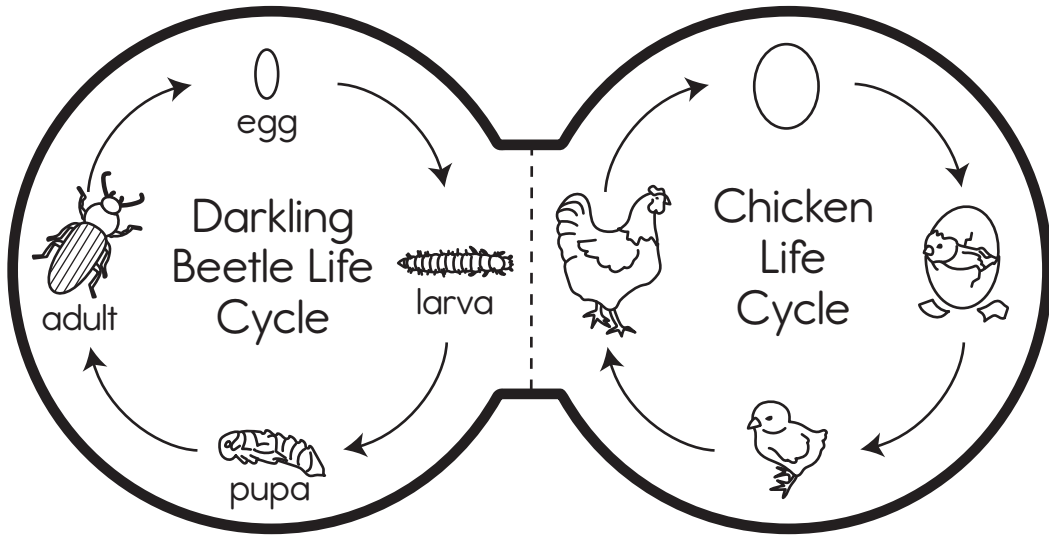 egg
Darkling
Beetle Life
Cycle
adult
larva
pupa
Chicken
Life
Cycle